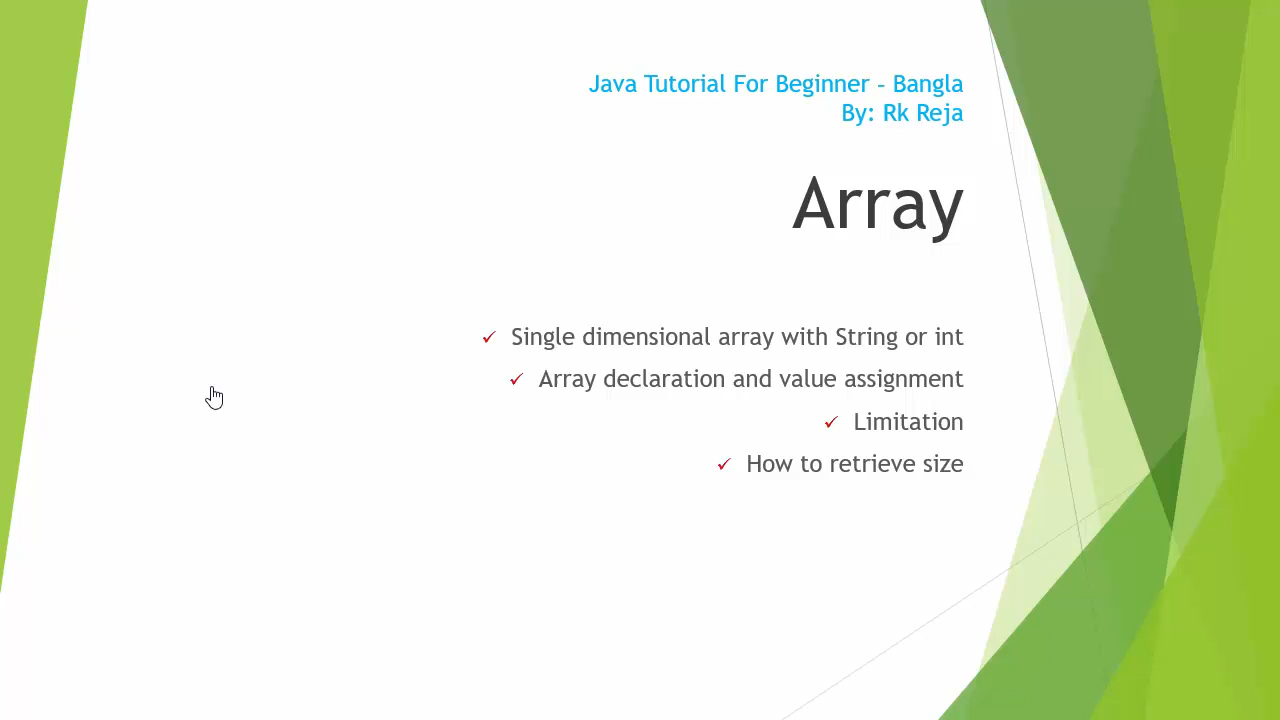 Java Tutorial For Beginner - Bangla
By: Rk Reja
Array
✓ Single dimensional array with String or int
✓ Array declaration and value assignment
✓ Limitation
✓ How to retrieve size